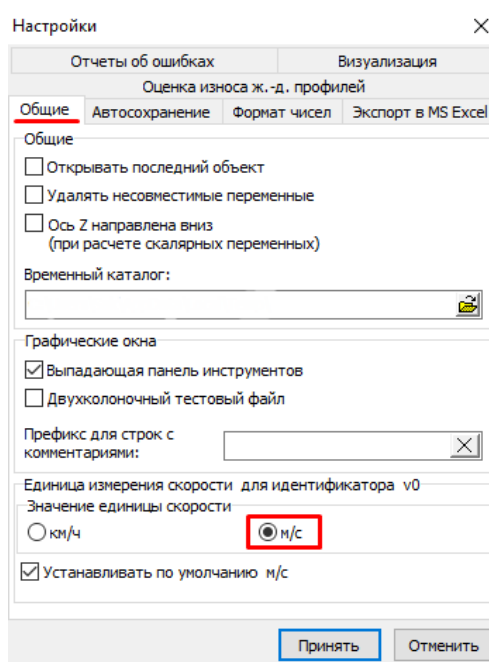 Настройки
Отчеты об ошибках Визуализация
Оценка износа ж.-д. профилей
Общие Автосохранение Формат чисел Экспорт в MS Excel
Общие
Открывать последний объект
Удалять несовместимые переменные
Ось Z направлена вниз
(при расчете скалярных переменных)
Временный каталог:
Графические окна
Выпадающая панель инструментов
Двухколоночный тестовый файл
Префикс для строк с
комментариями:
Единица измерения скорости для идентификатора v0
Значение единицы скорости
км/ч м/с
Устанавливать по умолчанию м/с
Принять Отменить